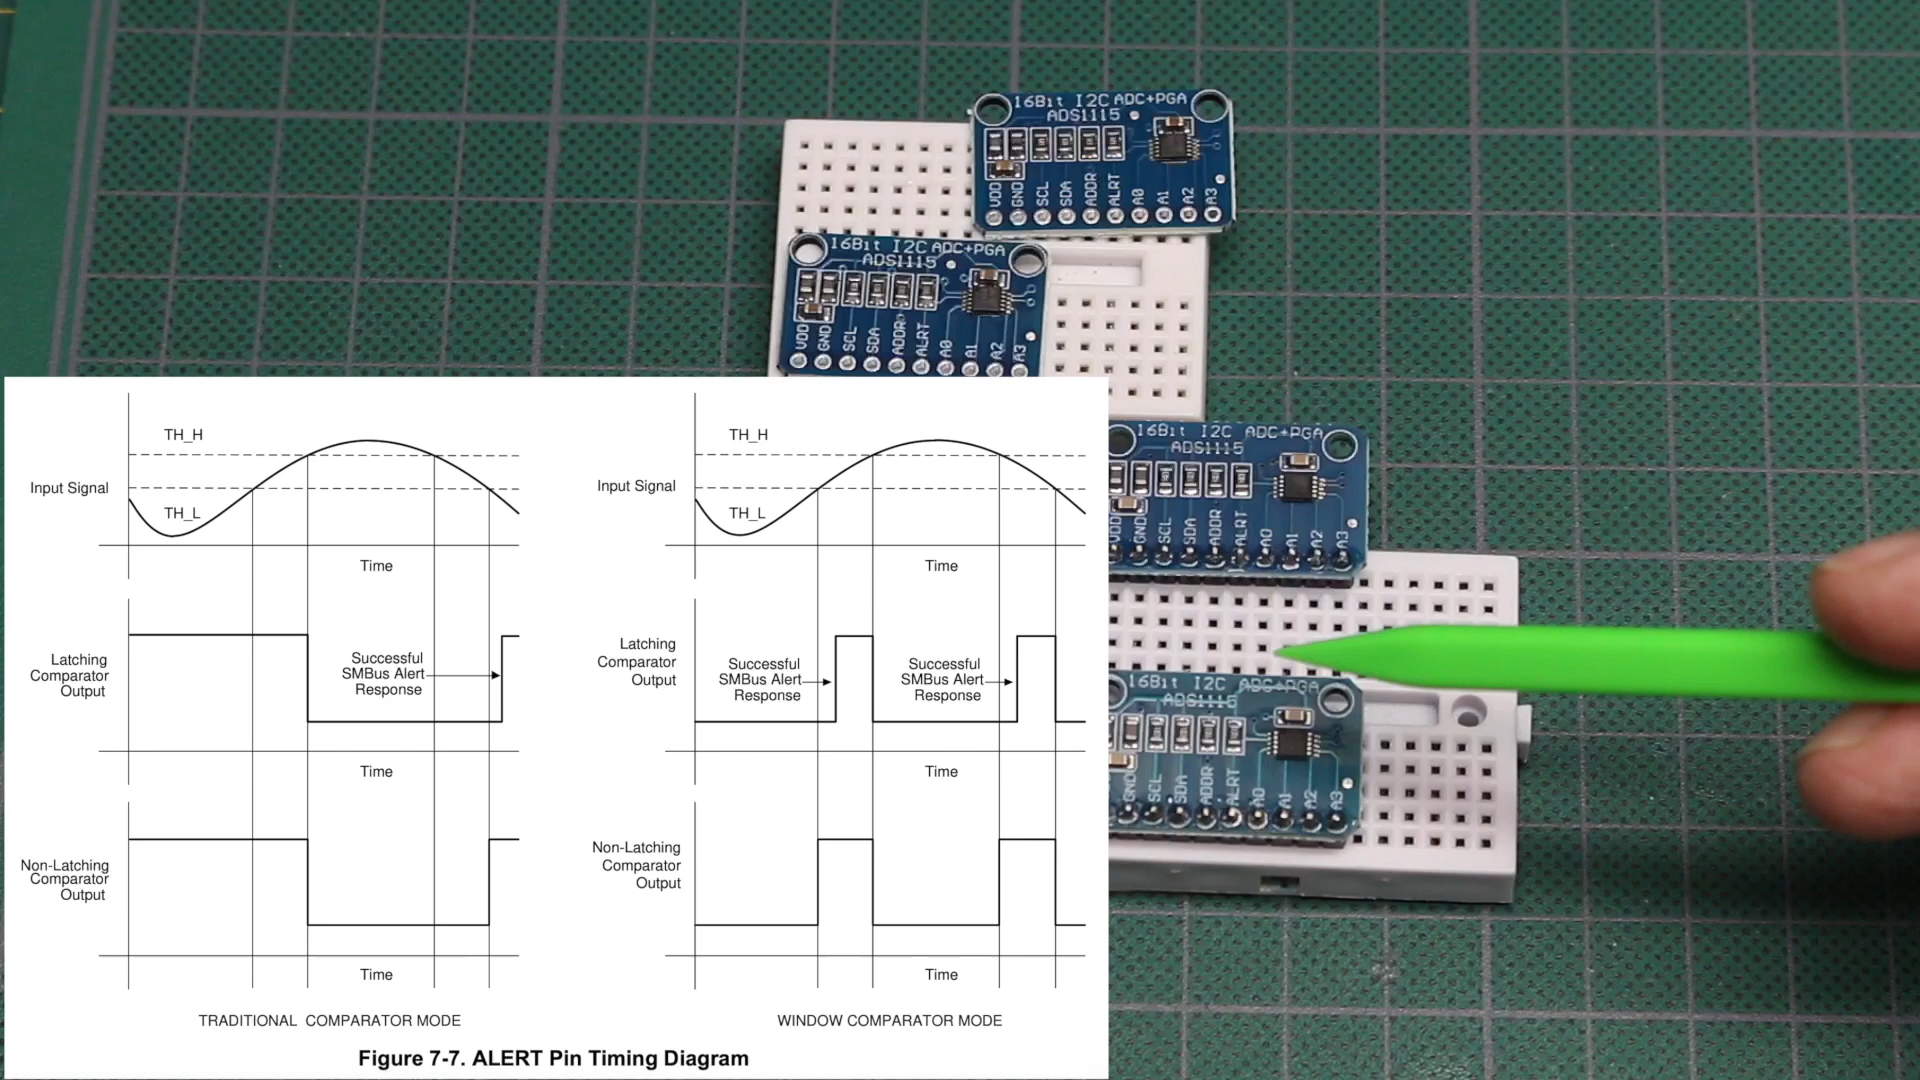 16Bit I2C ADC+PGA
ADS1115
VDD GND SCL SDA ADDR ALRT A0 A1 A2 A3
16Bit I2C ADC+PGA
ADS1115
VDD GND SCL SDA ADDR ALRT A0 A1 A2 A3
16Bit I2C ADC+PGA
ADS1115
GND SCL SDA ADDR ALRT A0 A1 A2 A3
16Bit I2C ADC+PGA
ADS1115
GND SCL SDA ADDR ALRT A0 A1 A2 A3
TH_H
Input Signal
TH_L
Time
Latching
Comparator
Output
Successful
SMBus Alert
Response
Time
Non-Latching
Comparator
Output
Time
TRADITIONAL COMPARATOR MODE
TH_H
Input Signal
TH_L
Time
Latching
Comparator
Output
Successful
SMBus Alert
Response
Successful
SMBus Alert
Response
Time
Non-Latching
Comparator
Output
Time
WINDOW COMPARATOR MODE
Figure 7-7. ALERT Pin Timing Diagram